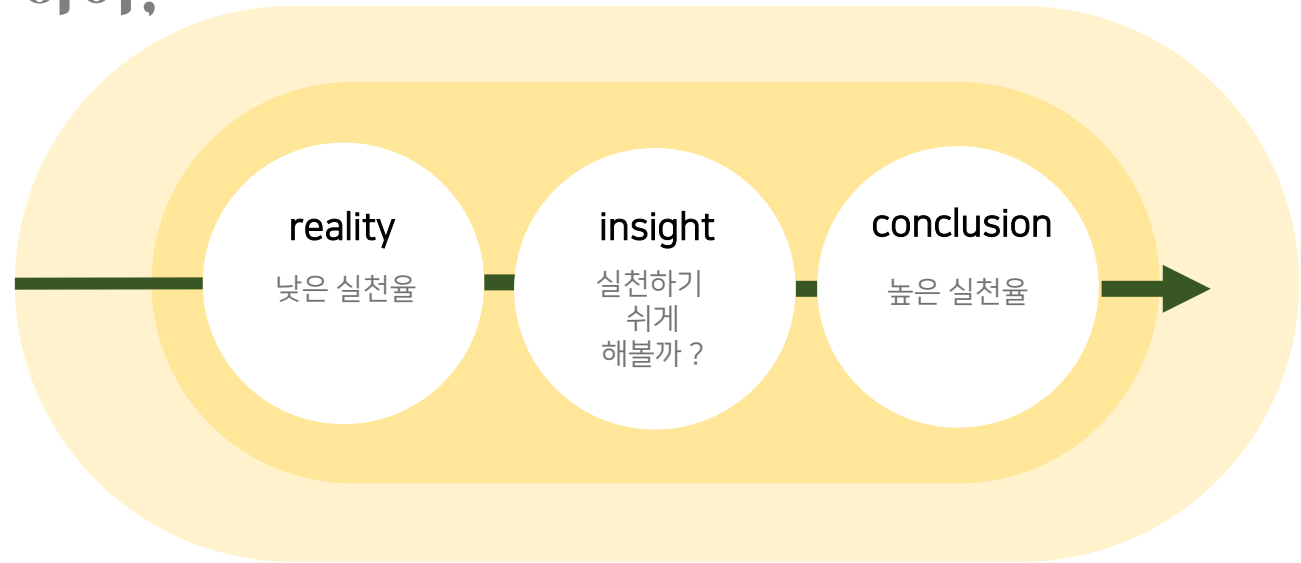 reality
낮은 실천율
insight
실천하기
쉬게
해볼까 ?
conclusion
높은 실천율